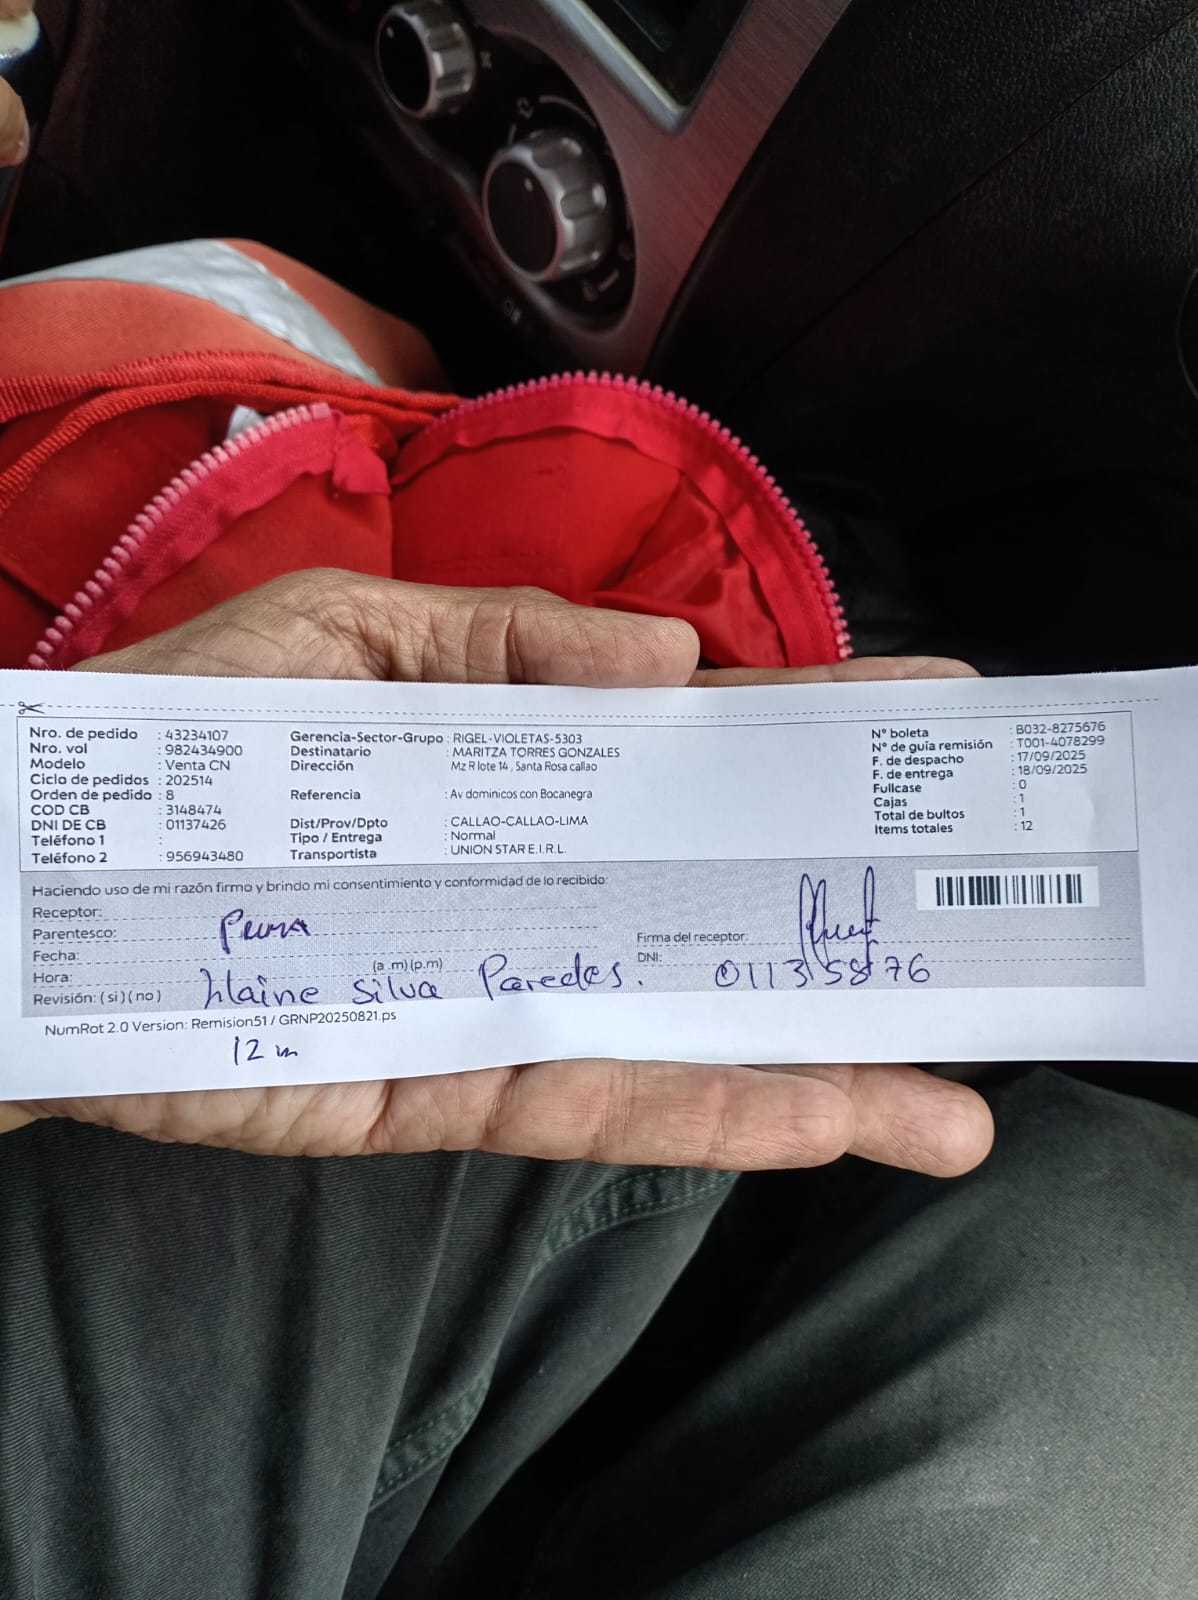 Nro. de pedido : 43234107
Nro. vol : 982434900
Modelo : Venta CN
Ciclo de pedidos : 202514
Orden de pedido : 8
COD CB : 3148474
DNI DE CB : 01137426
Teléfono 1 :
Teléfono 2 : 956943480
Gerencia-Sector-Grupo : RIGEL-VIOLETAS-5303
Destinatario : MARITZA TORRES GONZALES
Dirección : Mz R lote 14 , Santa Rosa callao
Referencia : Av dominicos con Bocanegra
Dist/Prov/Dpto : CALLAO-CALLAO-LIMA
Tipo / Entrega : Normal
Transportista : UNION STAR E.I.R.L.
N° boleta : B032-8275676
N° de guía remisión : T001-4078299
F. de despacho : 17/09/2025
F. de entrega : 18/09/2025
Fullcase : 0
Cajas : 1
Total de bultos : 1
Items totales : 12
Haciendo uso de mi razón firmo y brindo mi consentimiento y conformidad de lo recibido:
Receptor:
Parentesco:
Fecha:
Hora: (a .m) (p.m)
Revisión: ( si ) ( no ) Silva Paredes.
Firma del receptor:
DNI: 01135876
NumRot 2.0 Version: Remision51 / GRNP20250821.ps
12 m